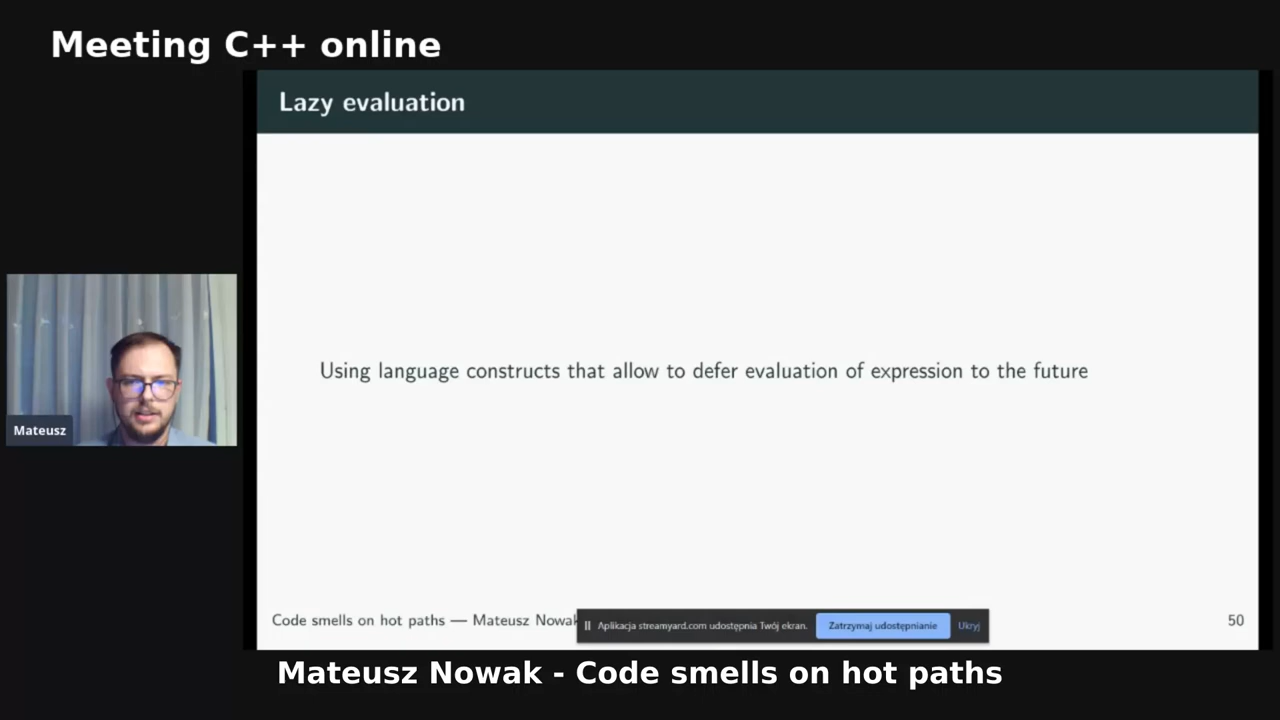 Meeting C++ online
Lazy evaluation
Using language constructs that allow to defer evaluation of expression to the future
Mateusz
Code smells on hot paths — Mateusz Nowak
Aplikacja streamyard.com udostępnia Twój ekran.
Zatrzymaj udostępnianie
Ukryj
50
Mateusz Nowak - Code smells on hot paths